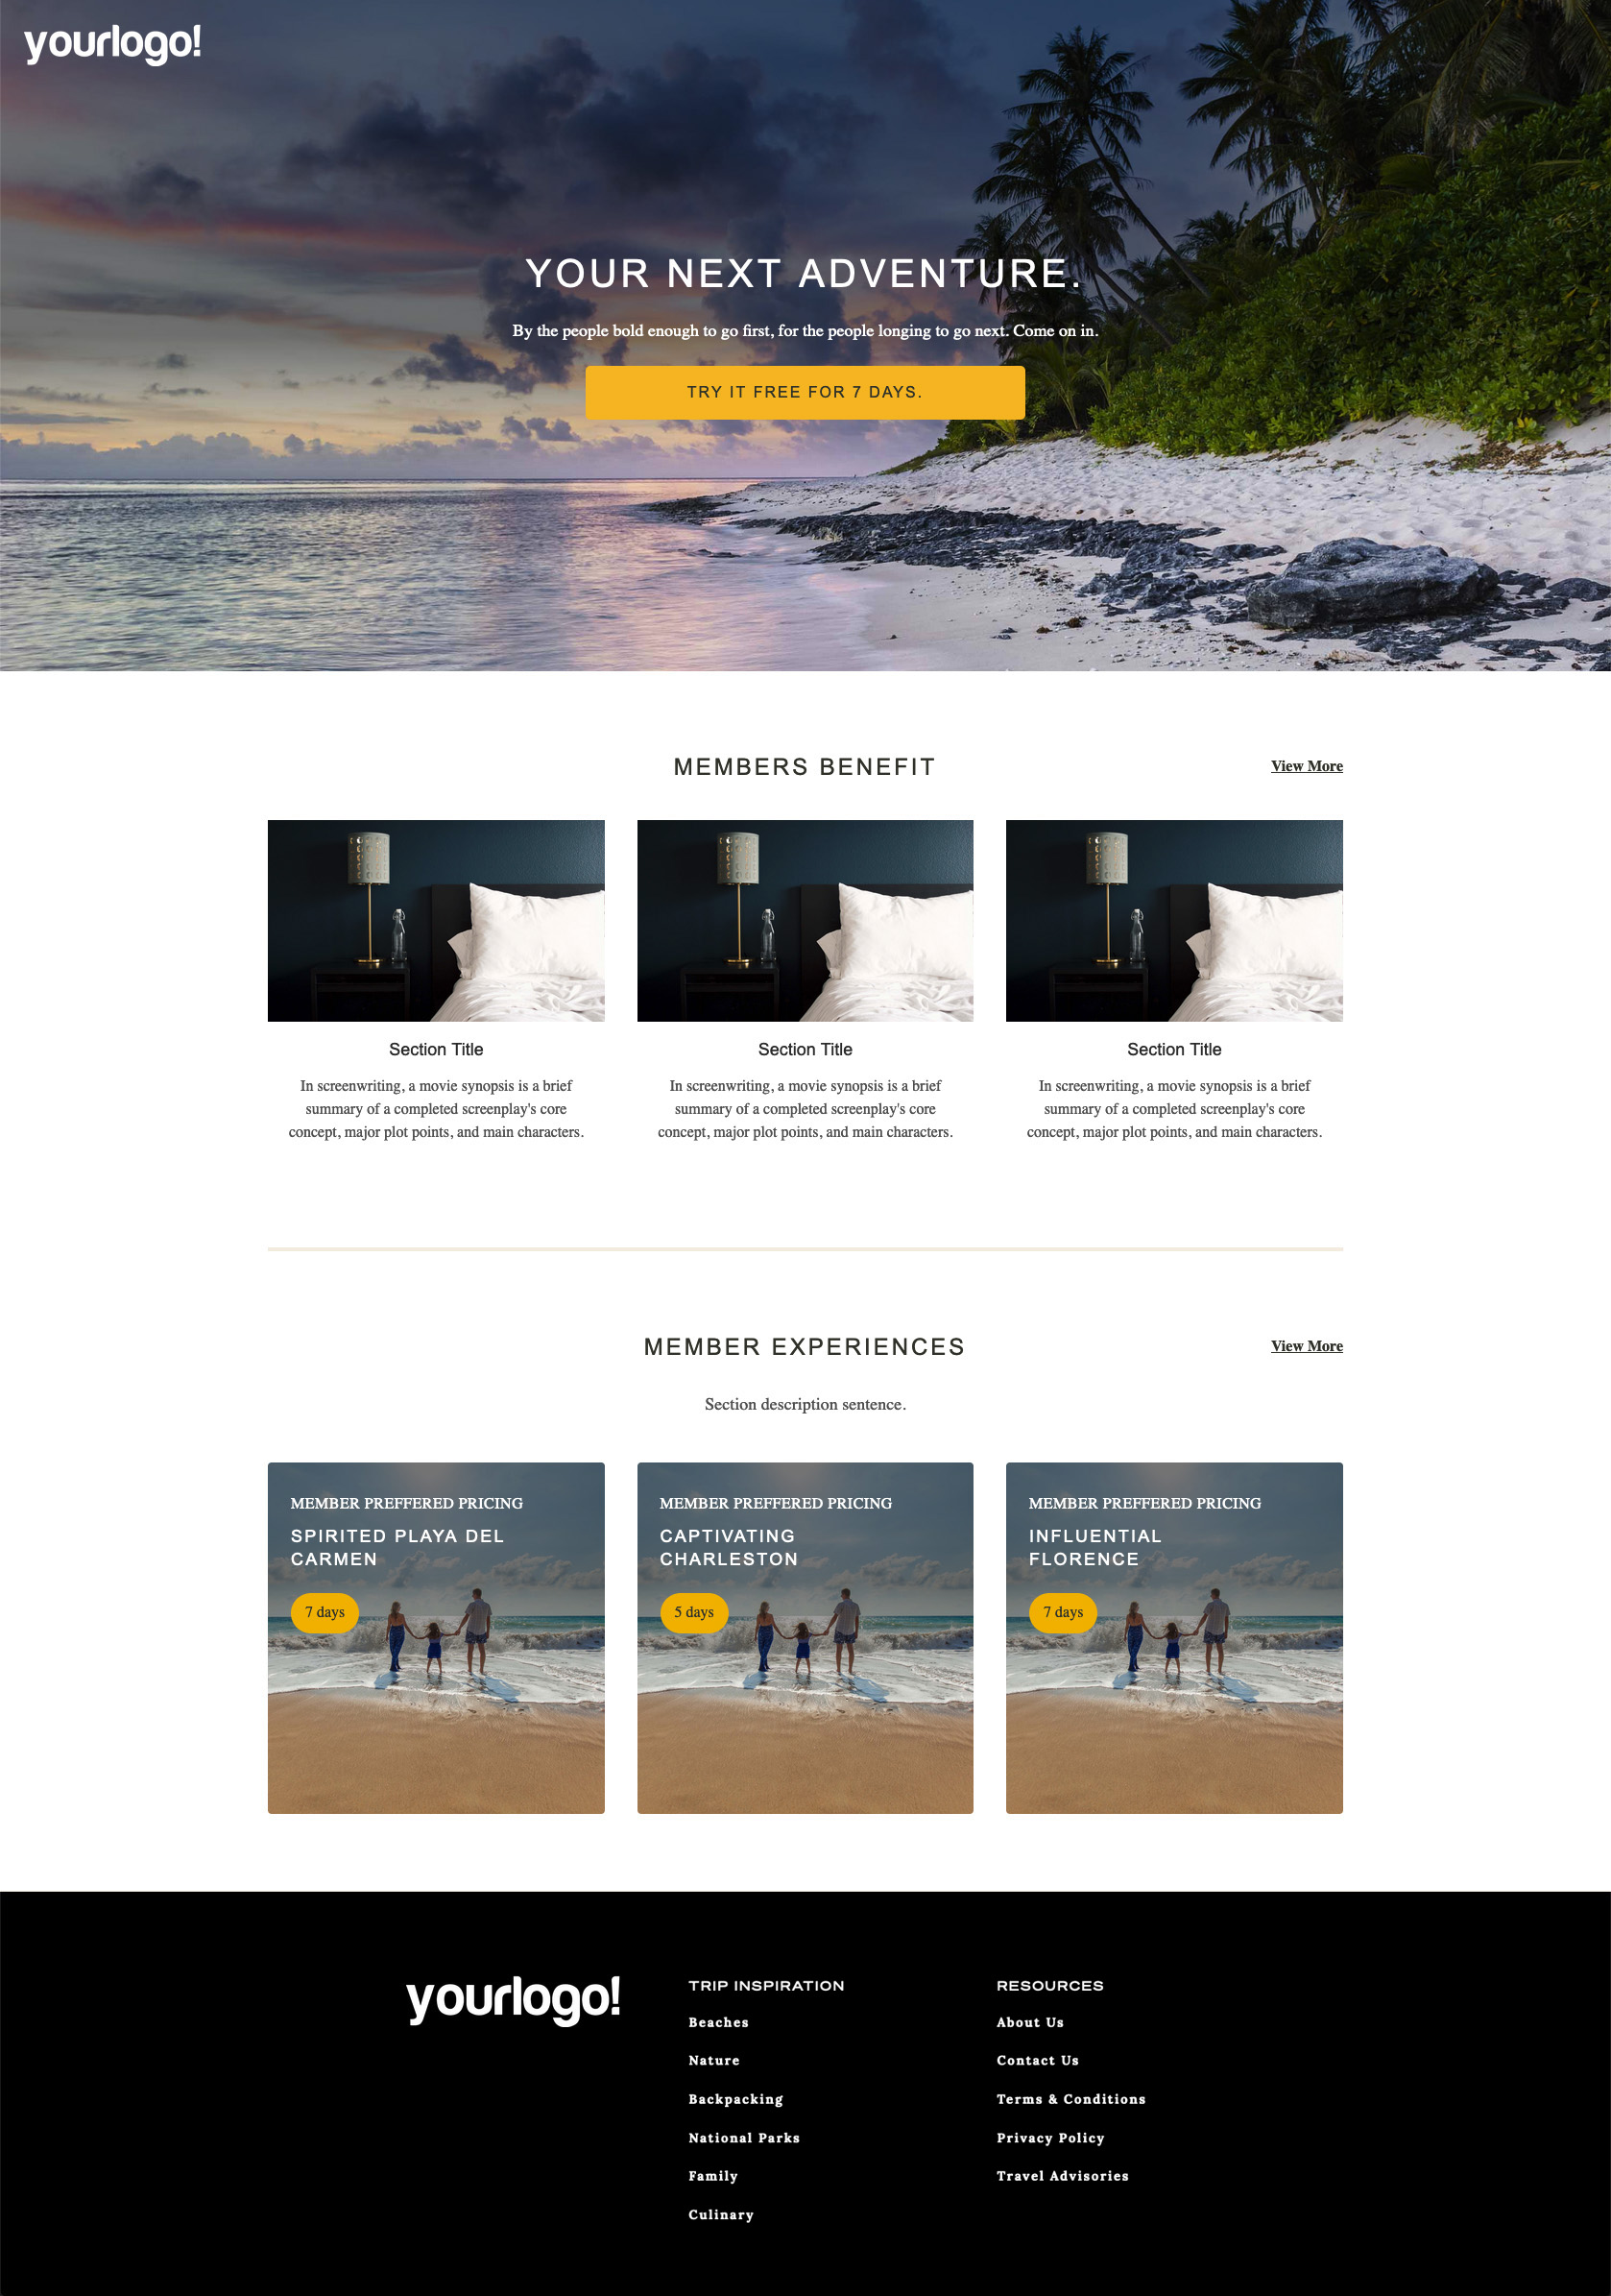 yourlogo!
YOUR NEXT ADVENTURE.
By the people bold enough to go first, for the people longing to go next. Come on in.
TRY IT FREE FOR 7 DAYS.
MEMBERS BENEFIT
View More
Section Title
In screenwriting, a movie synopsis is a brief
summary of a completed screenplay's core
concept, major plot points, and main characters.
Section Title
In screenwriting, a movie synopsis is a brief
summary of a completed screenplay's core
concept, major plot points, and main characters.
Section Title
In screenwriting, a movie synopsis is a brief
summary of a completed screenplay's core
concept, major plot points, and main characters.
MEMBER EXPERIENCES
View More
Section description sentence.
MEMBER PREFFERED PRICING
SPIRITED PLAYA DEL
CARMEN
7 days
MEMBER PREFFERED PRICING
CAPTIVATING
CHARLESTON
5 days
MEMBER PREFFERED PRICING
INFLUENTIAL
FLORENCE
7 days
yourlogo!
TRIP INSPIRATION
Beaches
Nature
Backpacking
National Parks
Family
Culinary
RESOURCES
About Us
Contact Us
Terms & Conditions
Privacy Policy
Travel Advisories